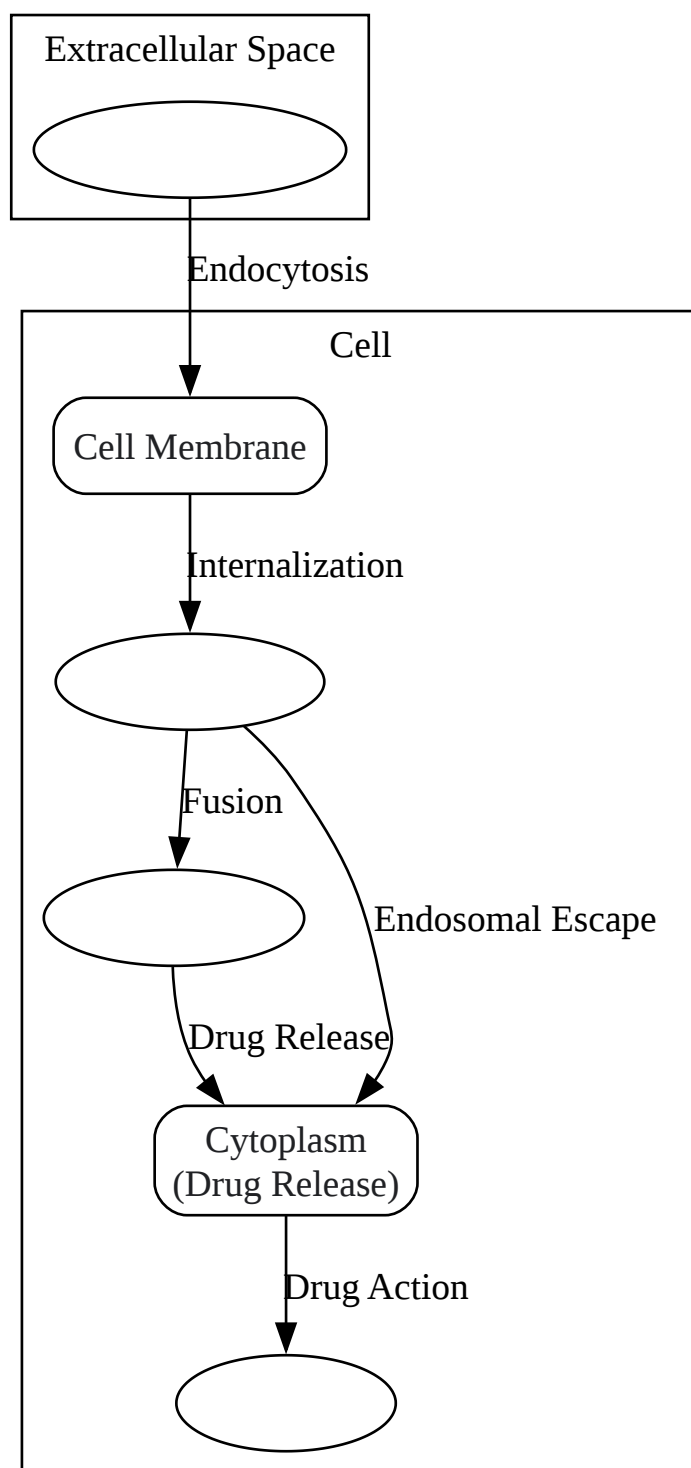 Extracellular Space
Endocytosis
Cell
Cell Membrane
Internalization
Fusion
Endosomal Escape
Drug Release
Cytoplasm
(Drug Release)
Drug Action